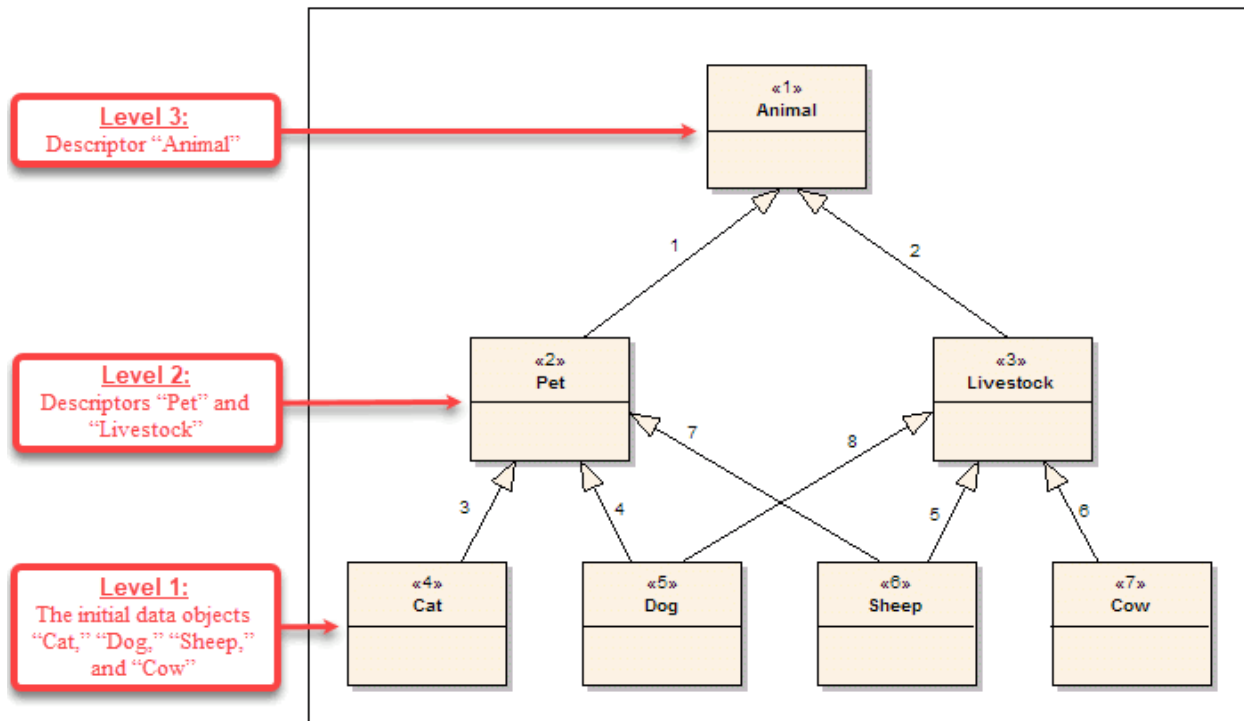 «1»
Animal
Level 3:
Descriptor “Animal”
1
2
«2»
Pet
«3»
Livestock
Level 2:
Descriptors “Pet” and
“Livestock”
7
8
3
4
5
6
Level 1:
The initial data objects
“Cat,” “Dog,” “Sheep,”
and “Cow”
«4»
Cat
«5»
Dog
«6»
Sheep
«7»
Cow